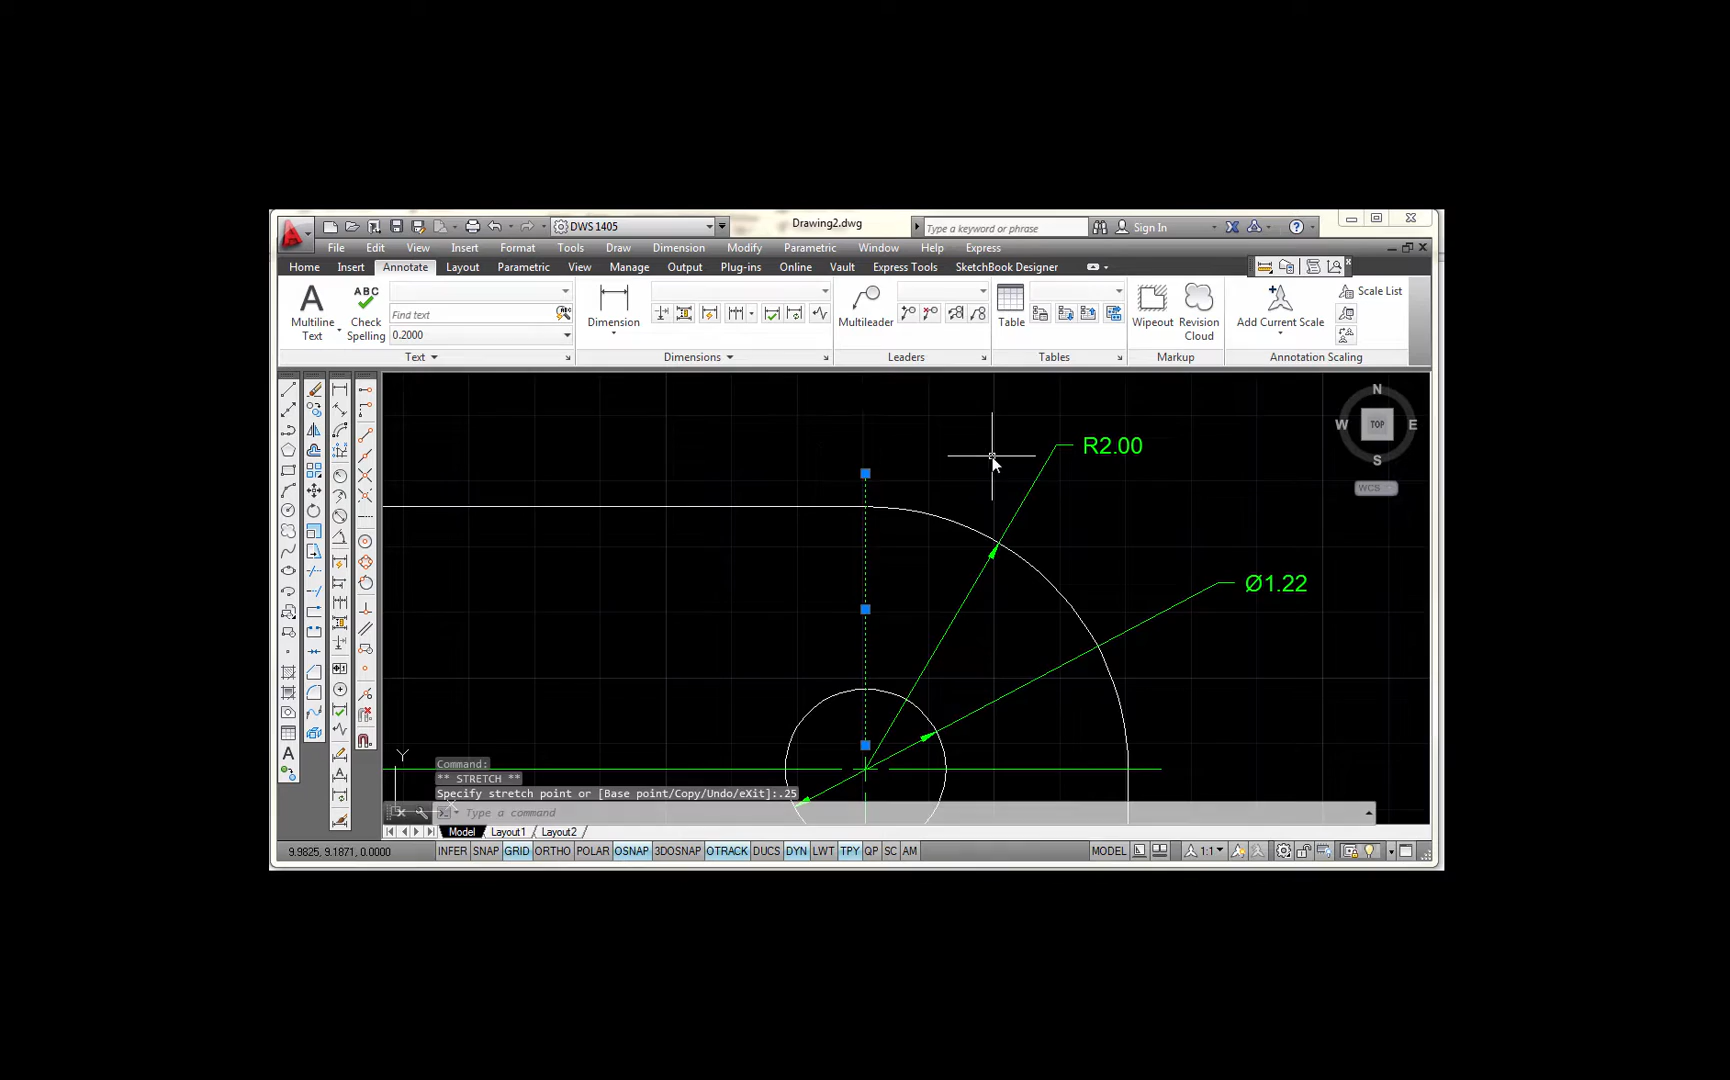 DWS 1405
Drawing2.dwg
Type a keyword or phrase
Sign In
File Edit View Insert Format Tools Draw Dimension Modify Parametric Window Help Express
Home Insert Annotate Layout Parametric View Manage Output Plug-ins Online Vault Express Tools SketchBook Designer
Multiline Text
ABC
Check Spelling
Find text
0.2000
Dimension
Multileader
Table
Wipeout
Revision Cloud
Add Current Scale
Scale List
Text
Dimensions
Leaders
Tables
Markup
Annotation Scaling
N
W
TOP
E
S
WCS
R2.00
Ø1.22
Y
Command:
** STRETCH **
Specify stretch point or [Base point/Copy/Undo/eXit]:.25
Type a command
Model Layout1 Layout2
9.9825, 9.1871, 0.0000
INFER SNAP GRID ORTHO POLAR OSNAP 3DOSNAP OTRACK DUCS DYN LWT TPY QP SC AM
MODEL
1:1